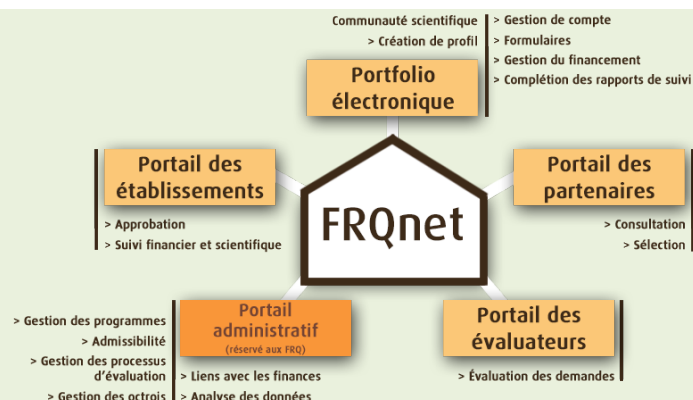 Communauté scientifique
> Création de profil
> Gestion de compte
> Formulaires
> Gestion du financement
> Complétion des rapports de suivi
Portfolio
électronique
Portail des
établissements
> Approbation
> Suivi financier et scientifique
FRQnet
Portail des
partenaires
> Consultation
> Sélection
Portail
administratif
(réservé aux FRQ)
> Gestion des programmes
> Admissibilité
> Gestion des processus
d'évaluation
> Gestion des octrois
> Liens avec les finances
> Analyse des données
Portail des
évaluateurs
> Évaluation des demandes